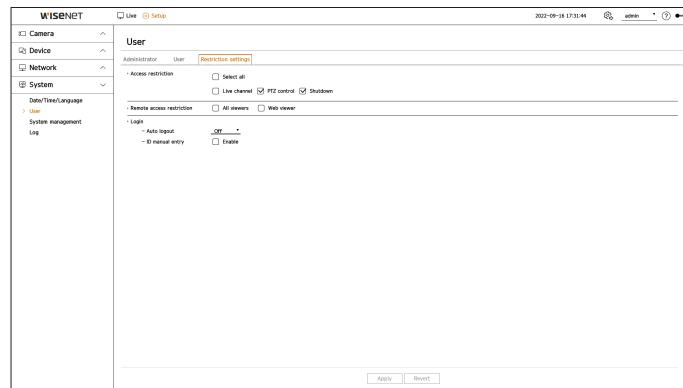 WISENET
Live Setup
2022-09-16 17:31:44
admin
?
Camera
Device
Network
System
Date/Time/Language
> User
System management
Log
User
Administrator User Restriction settings
• Access restriction
Select all
Live channel PTZ control Shutdown
• Remote access restriction
All viewers Web viewer
• Login
− Auto logout
Off
− ID manual entry
Enable
Apply Revert